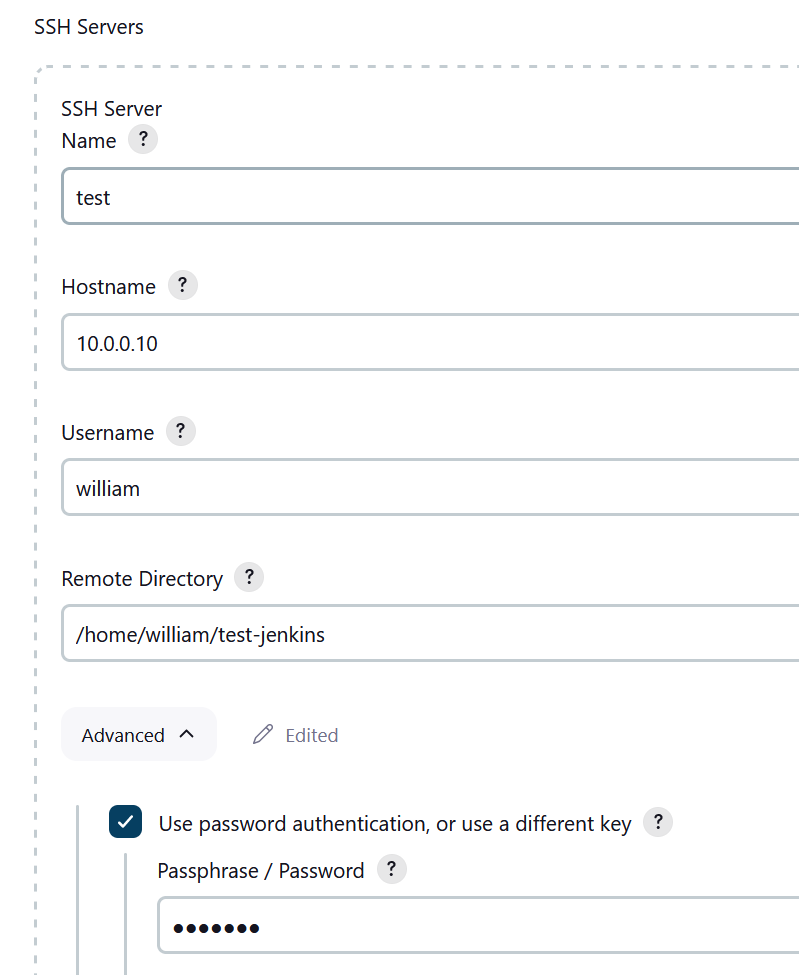 SSH Servers
SSH Server
Name ?
test
Hostname ?
10.0.0.10
Username ?
william
Remote Directory ?
/home/william/test-jenkins
Advanced Edited
Use password authentication, or use a different key ?
Passphrase / Password ?
•••••••